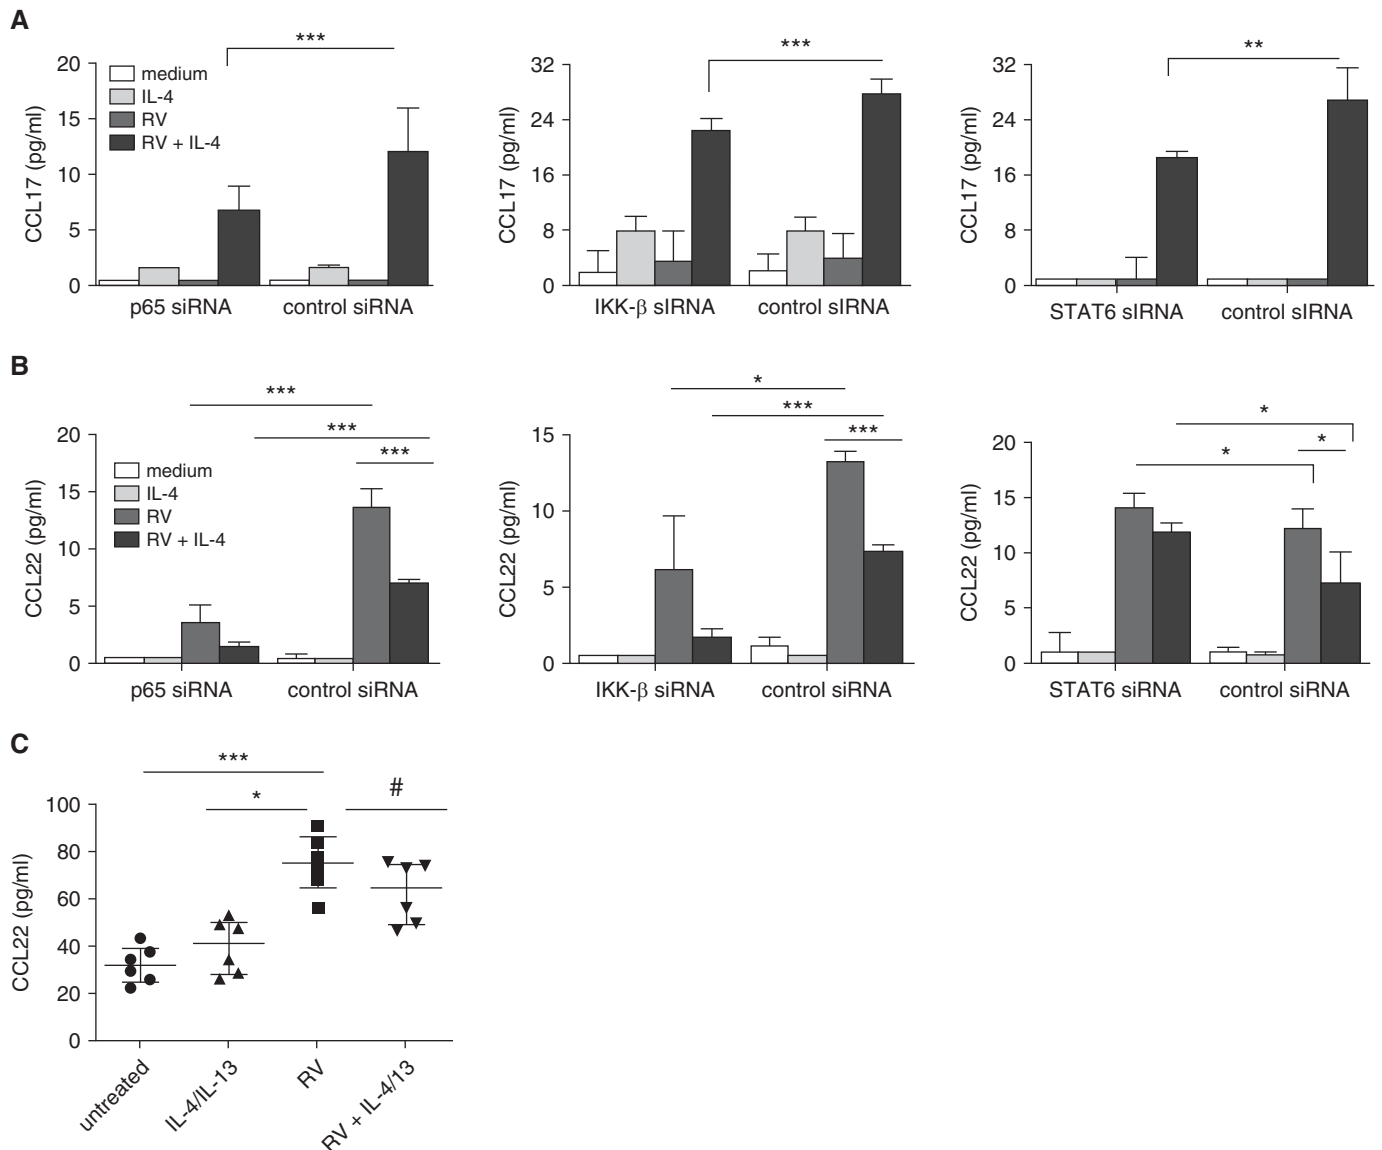 A
***
20
15
10
5
0
CCL17 (pg/ml)
medium
IL-4
RV
RV + IL-4
p65 siRNA
control siRNA
***
32
24
16
8
0
CCL17 (pg/ml)
IKK-β sIRNA
control sIRNA
**
32
24
16
8
0
CCL17 (pg/ml)
STAT6 sIRNA
control sIRNA
B
***
***
***
20
15
10
5
0
CCL22 (pg/ml)
medium
IL-4
RV
RV + IL-4
p65 siRNA
control siRNA
*
***
***
15
10
5
0
CCL22 (pg/ml)
IKK-β siRNA
control siRNA
*
*
*
20
15
10
5
0
CCL22 (pg/ml)
STAT6 siRNA
control siRNA
C
***
*
#
100
80
60
40
20
0
CCL22 (pg/ml)
untreated
IL-4/IL-13
RV
RV + IL-4/13